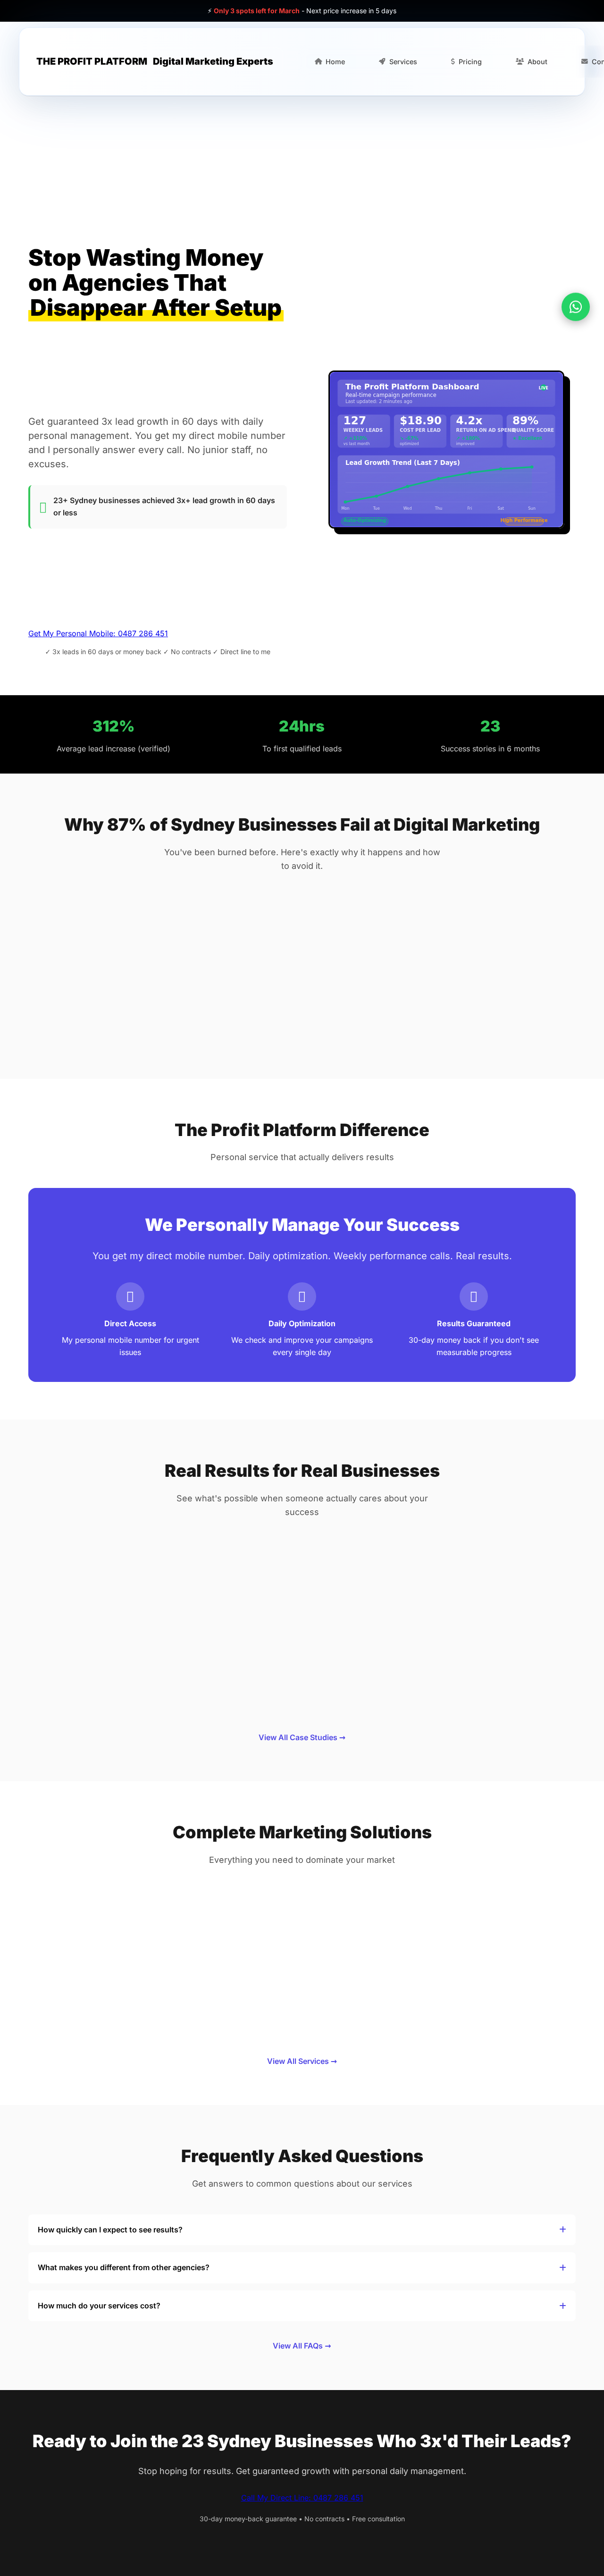 ⚡ Only 3 spots left for March - Next price increase in 5 days
THE PROFIT PLATFORM Digital Marketing Experts
Home
Services
$ Pricing
About
Stop Wasting Money
on Agencies That
Disappear After Setup
Get guaranteed 3x lead growth in 60 days with daily
personal management. You get my direct mobile number
and I personally answer every call. No junior staff, no
excuses.
23+ Sydney businesses achieved 3x+ lead growth in 60 days
or less
The Profit Platform Dashboard
Real-time campaign performance
Last updated: 2 minutes ago
LIVE
127
WEEKLY LEADS
vs last month
$18.90
COST PER LEAD
optimized
4.2x
RETURN ON AD SPEND
improved
89%
QUALITY SCORE
Lead Growth Trend (Last 7 Days)
Mon Tue Wed Thu Fri Sat Sun
Auto-Optimizing
High Performance
Get My Personal Mobile: 0487 286 451
✓ 3x leads in 60 days or money back ✓ No contracts ✓ Direct line to me
312%
Average lead increase (verified)
24hrs
To first qualified leads
23
Success stories in 6 months
Why 87% of Sydney Businesses Fail at Digital Marketing
You've been burned before. Here's exactly why it happens and how
to avoid it.
The Profit Platform Difference
Personal service that actually delivers results
We Personally Manage Your Success
You get my direct mobile number. Daily optimization. Weekly performance calls. Real results.
Direct Access
My personal mobile number for urgent
issues
Daily Optimization
We check and improve your campaigns
every single day
Results Guaranteed
30-day money back if you don't see
measurable progress
Real Results for Real Businesses
See what's possible when someone actually cares about your
success
View All Case Studies →
Complete Marketing Solutions
Everything you need to dominate your market
View All Services →
Frequently Asked Questions
Get answers to common questions about our services
How quickly can I expect to see results? +
What makes you different from other agencies? +
How much do your services cost? +
View All FAQs →
Ready to Join the 23 Sydney Businesses Who 3x'd Their Leads?
Stop hoping for results. Get guaranteed growth with personal daily management.
30-day money-back guarantee • No contracts • Free consultation